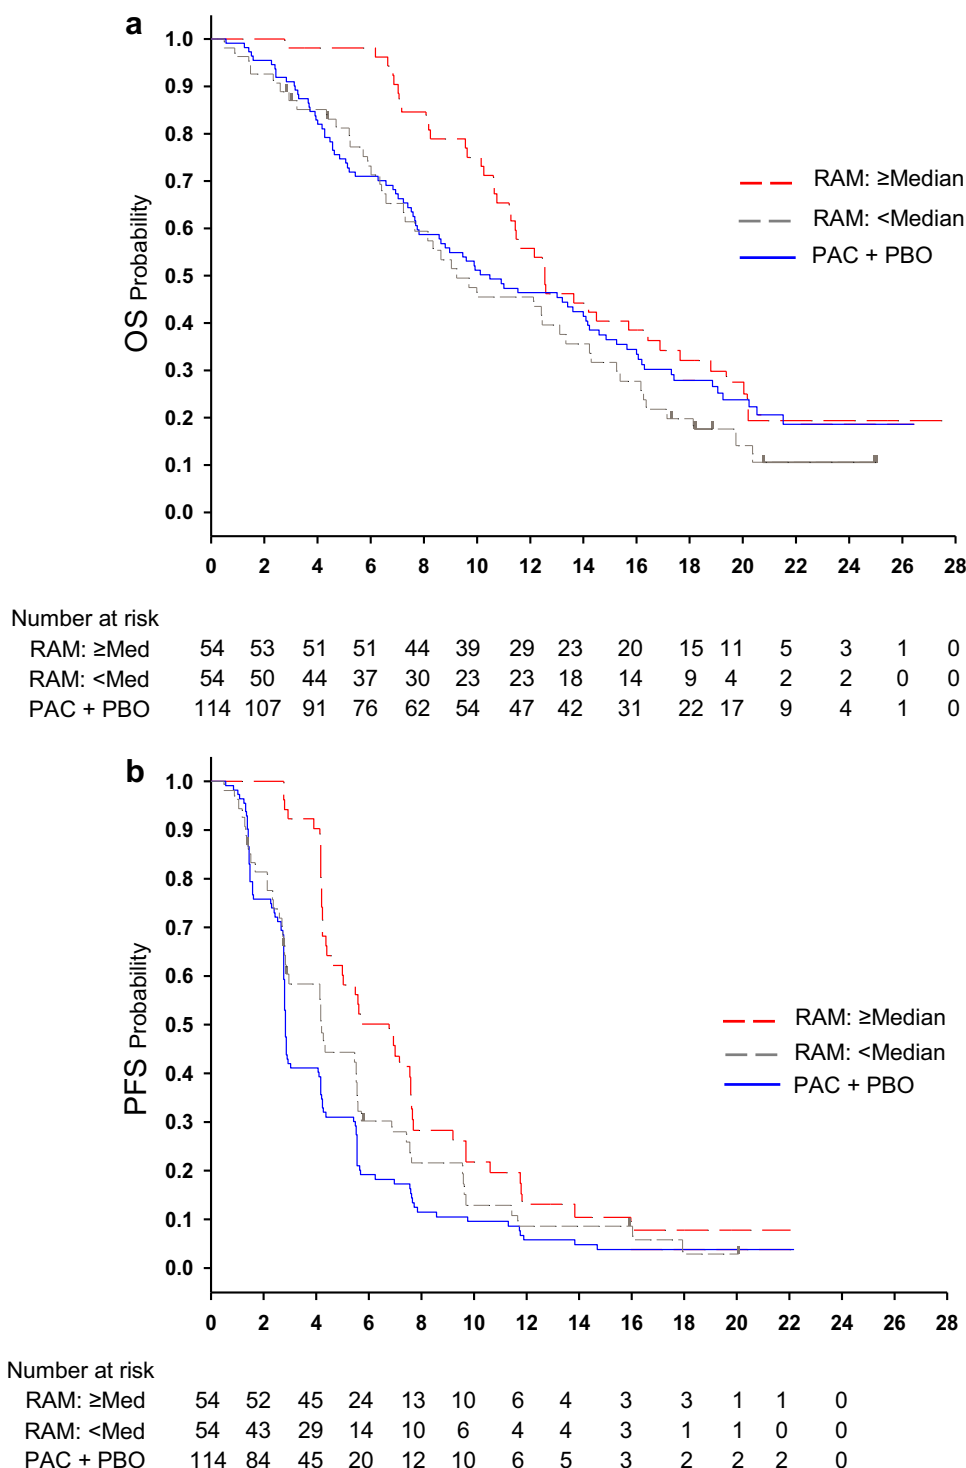 a
1.0
0.9
0.8
0.7
0.6
0.5
0.4
0.3
0.2
0.1
0.0
OS Probability
RAM: ≥Median
RAM: <Median
PAC + PBO
0 2 4 6 8 10 12 14 16 18 20 22 24 26 28
Number at risk
RAM: ≥Med 54 53 51 51 44 39 29 23 20 15 11 5 3 1 0
RAM: <Med 54 50 44 37 30 23 23 18 14 9 4 2 2 0 0
PAC + PBO 114 107 91 76 62 54 47 42 31 22 17 9 4 1 0
b
1.0
0.9
0.8
0.7
0.6
0.5
0.4
0.3
0.2
0.1
0.0
PFS Probability
RAM: ≥Median
RAM: <Median
PAC + PBO
0 2 4 6 8 10 12 14 16 18 20 22 24 26 28
Number at risk
RAM: ≥Med 54 52 45 24 13 10 6 4 3 3 1 1 0
RAM: <Med 54 43 29 14 10 6 4 4 3 1 1 0 0
PAC + PBO 114 84 45 20 12 10 6 5 3 2 2 2 0